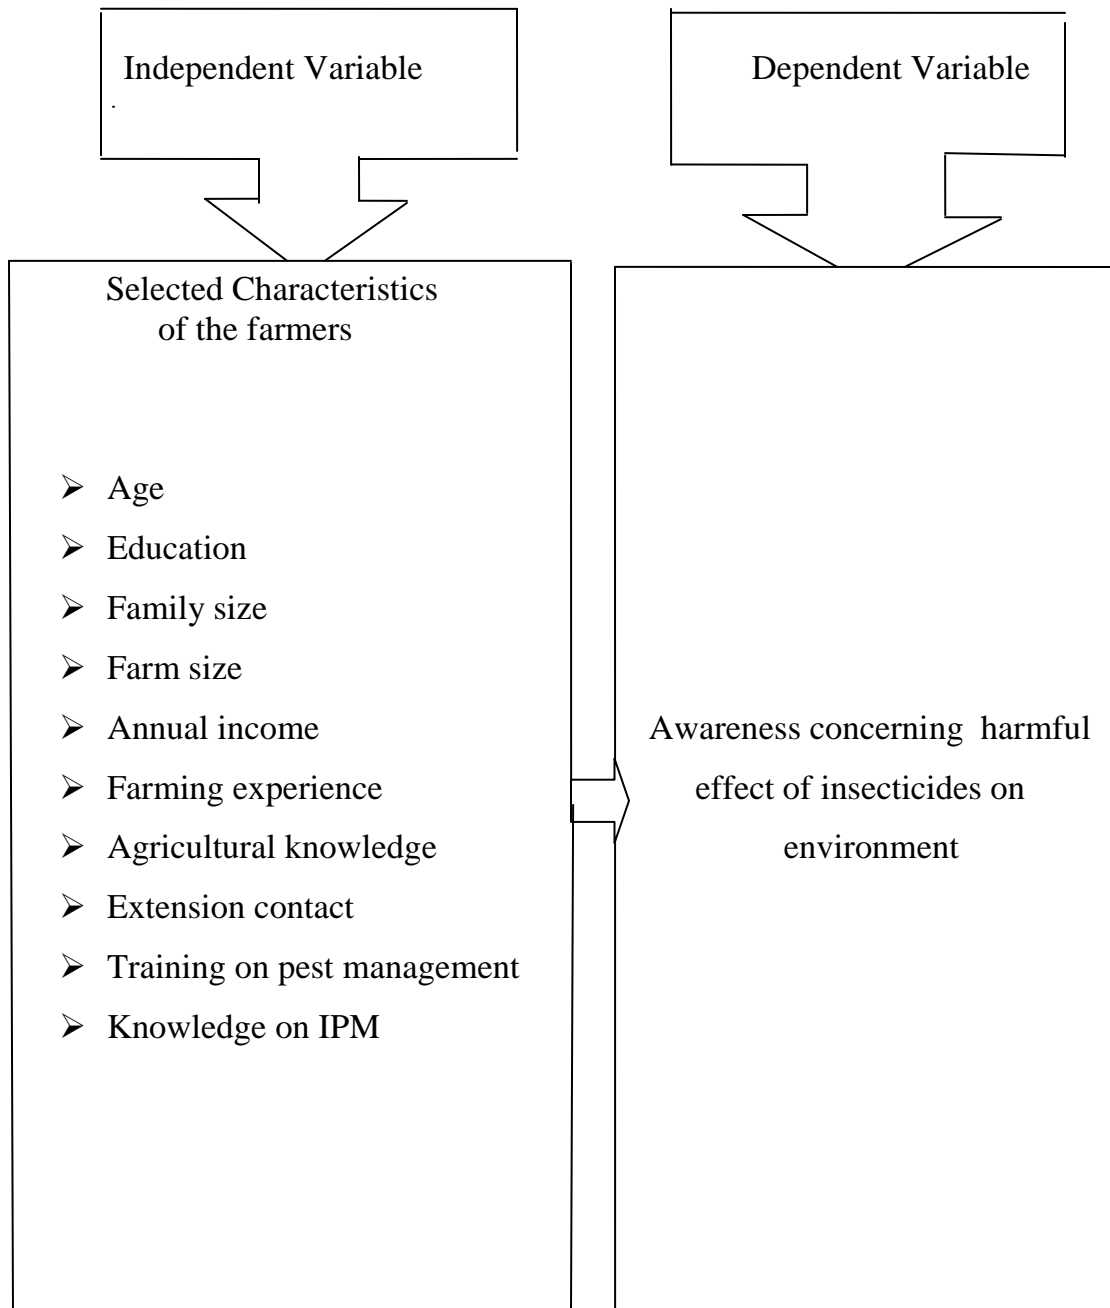 Independent Variable
Dependent Variable
Selected Characteristics
of the farmers
➢ Age
➢ Education
➢ Family size
➢ Farm size
➢ Annual income
➢ Farming experience
➢ Agricultural knowledge
➢ Extension contact
➢ Training on pest management
➢ Knowledge on IPM
Awareness concerning harmful
effect of insecticides on
environment